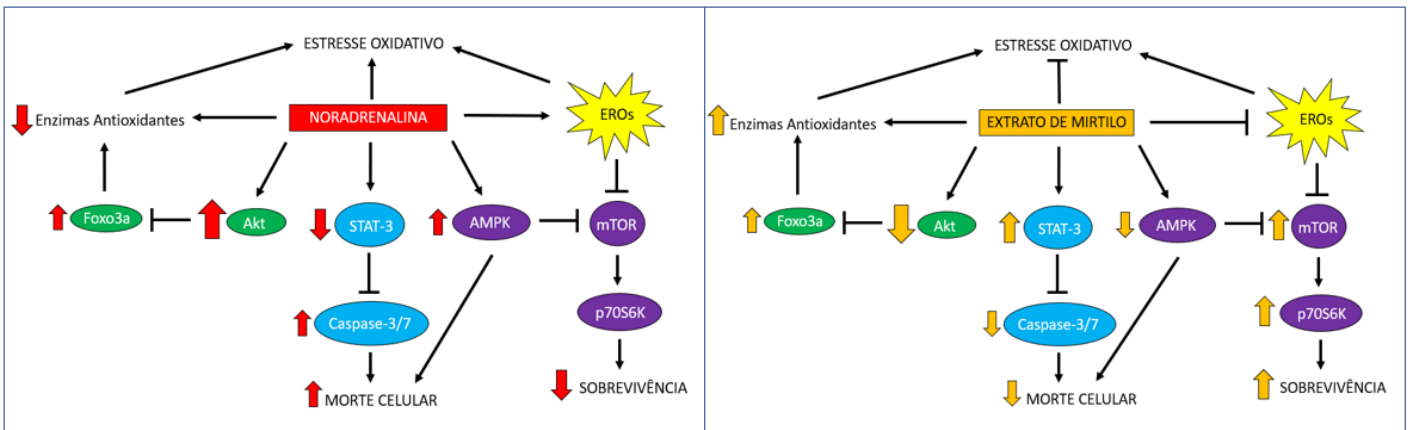 ESTRESSE OXIDATIVO
Enzimas Antioxidantes
NORADRENALINA
EROs
Foxo3a
Akt
STAT-3
AMPK
mTOR
Caspase-3/7
p70S6K
MORTE CELULAR
SOBREVIVÊNCIA
ESTRESSE OXIDATIVO
Enzimas Antioxidantes
EXTRATO DE MIRTILO
EROs
Foxo3a
Akt
STAT-3
AMPK
mTOR
Caspase-3/7
p70S6K
MORTE CELULAR
SOBREVIVÊNCIA